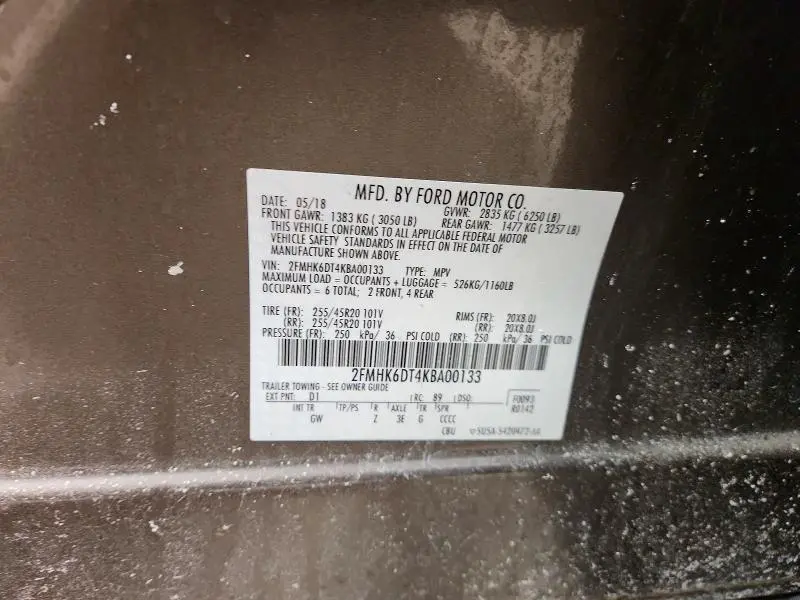 MFD. BY FORD MOTOR CO.
DATE: 05/18 GVWR: 2835 KG (6250 LB)
FRONT GAWR: 1383 KG (3050 LB) REAR GAWR: 1477 KG (3257 LB)
THIS VEHICLE CONFORMS TO ALL APPLICABLE FEDERAL MOTOR
VEHICLE SAFETY STANDARDS IN EFFECT ON THE DATE OF
MANUFACTURE SHOWN ABOVE.
VIN: 2FMHK6DT4KBA00133 TYPE: MPV
MAXIMUM LOAD = OCCUPANTS + LUGGAGE = 526KG/1160LB
OCCUPANTS = 6 TOTAL; 2 FRONT, 4 REAR
TIRE (FR): 255/45R20 101V RIMS (FR): 20X8.0J
(RR): 255/45R20 101V (RR): 20X8.0J
PRESSURE (FR): 250 kPa/ 36 PSI COLD (RR): 250 kPa/ 36 PSI COLD
2FMHK6DT4KBA00133
TRAILER TOWING - SEE OWNER GUIDE
EXT PNT: D1 RC: 89 DSO: F0093
R0142
INT TR TP/PS R AXLE TR SPR
GW Z 3E G CCCC
CBU